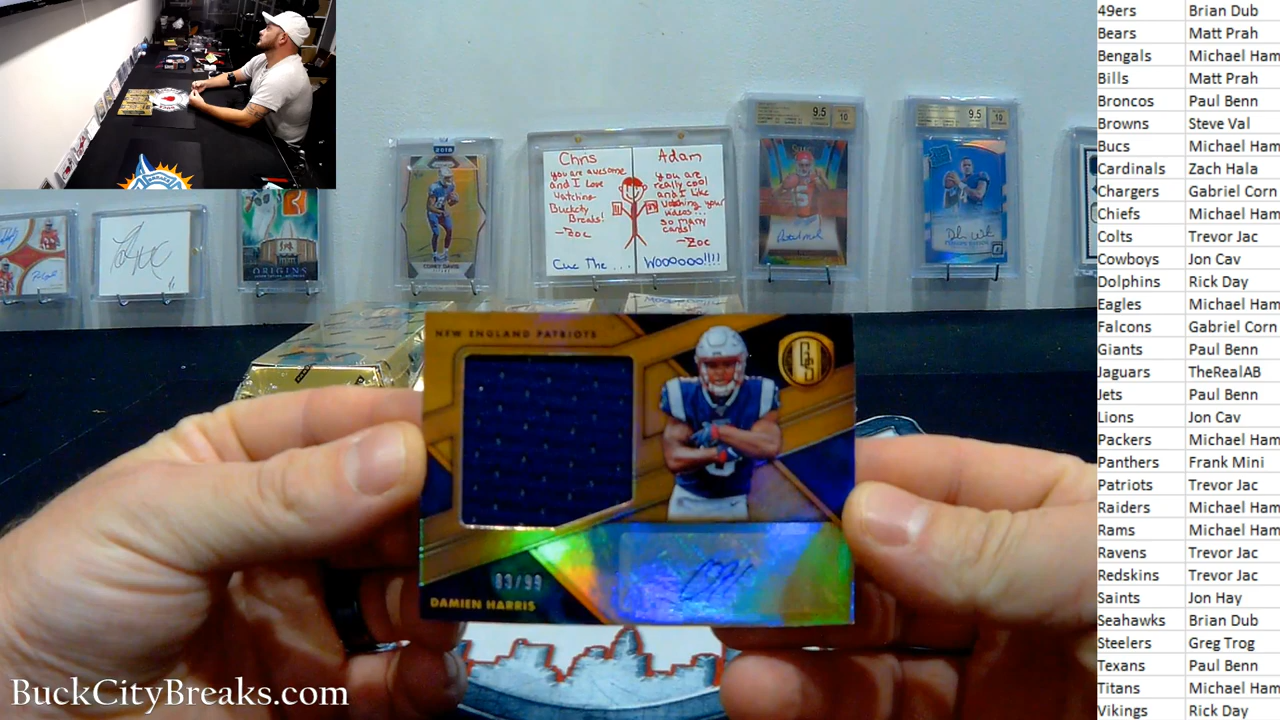 2018
COREY DAVIS
ORIGINS
Chris
you are awesome
and I Love
watching
Buckcity
Breaks!
-Zoc
Cue The ...
Adam
you are
really cool
and I like
watching your
videos...
so many
cards!
-Zoc
Wooooo!!!!
9.5
10
9.5
10
NEW ENGLAND PATRIOTS
GS
83/99
DAMIEN HARRIS
BuckCityBreaks.com
49ers Brian Dub
Bears Matt Prah
Bengals Michael Ham
Bills Matt Prah
Broncos Paul Benn
Browns Steve Val
Bucs Michael Ham
Cardinals Zach Hala
Chargers Gabriel Corn
Chiefs Michael Ham
Colts Trevor Jac
Cowboys Jon Cav
Dolphins Rick Day
Eagles Michael Ham
Falcons Gabriel Corn
Giants Paul Benn
Jaguars TheRealAB
Jets Paul Benn
Lions Jon Cav
Packers Michael Ham
Panthers Frank Mini
Patriots Trevor Jac
Raiders Michael Ham
Rams Michael Ham
Ravens Trevor Jac
Redskins Trevor Jac
Saints Jon Hay
Seahawks Brian Dub
Steelers Greg Trog
Texans Paul Benn
Titans Michael Ham
Vikings Rick Day